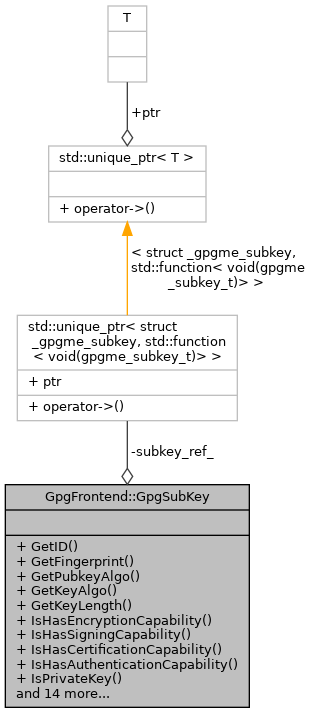 T
+ptr
std::unique_ptr< T >
+ operator->()
< struct _gpgme_subkey,
std::function< void(gpgme
_subkey_t)> >
std::unique_ptr< struct
_gpgme_subkey, std::function
< void(gpgme_subkey_t)> >
+ ptr
+ operator->()
-subkey_ref_
GpgFrontend::GpgSubKey
+ GetID()
+ GetFingerprint()
+ GetPubkeyAlgo()
+ GetKeyAlgo()
+ GetKeyLength()
+ IsHasEncryptionCapability()
+ IsHasSigningCapability()
+ IsHasCertificationCapability()
+ IsHasAuthenticationCapability()
+ IsPrivateKey()
and 14 more...